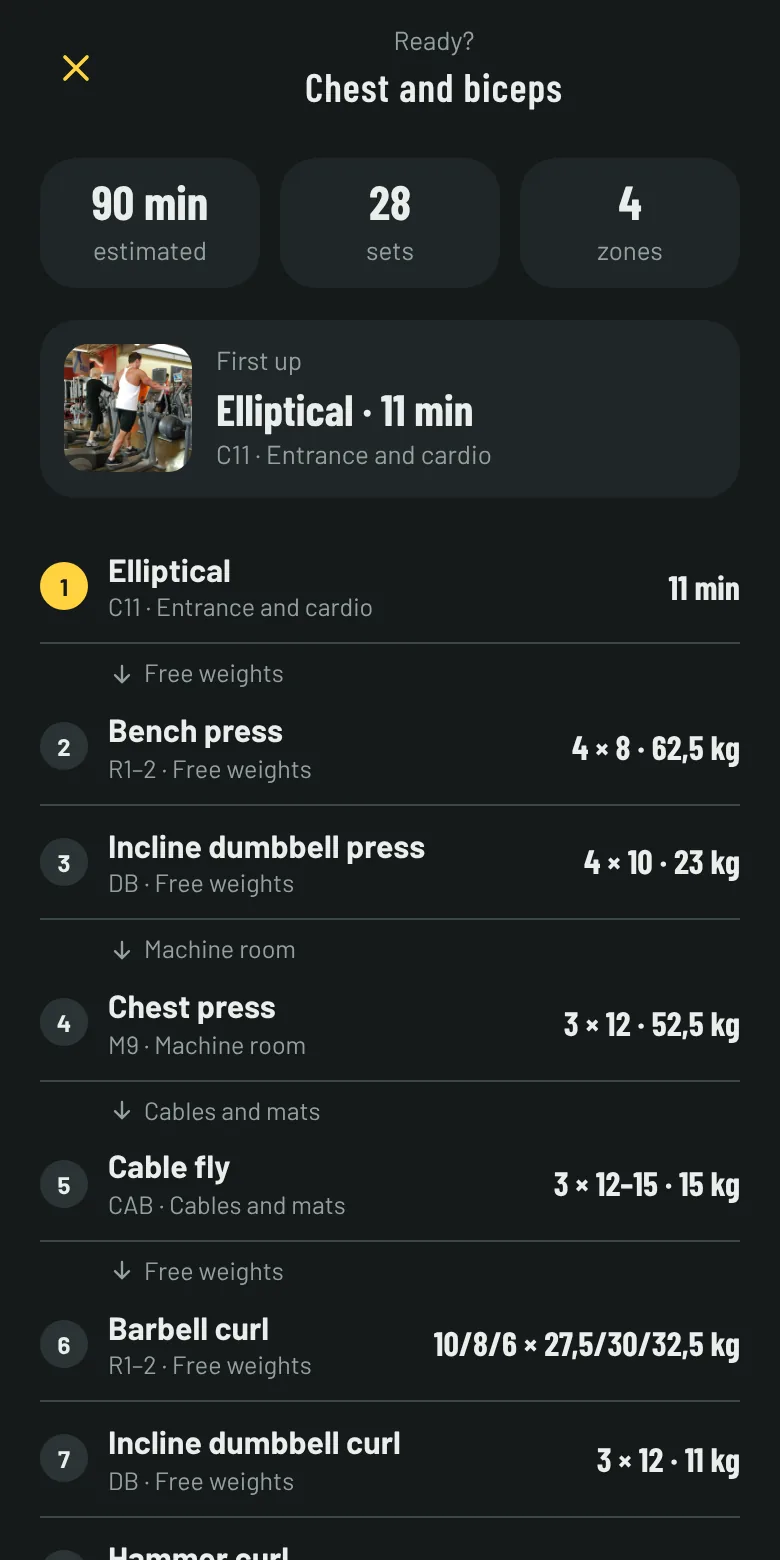 Ready?
Chest and biceps
90 min
estimated
28
sets
4
zones
First up
Elliptical · 11 min
C11 · Entrance and cardio
1
Elliptical
C11 · Entrance and cardio
11 min
↓ Free weights
2
Bench press
R1–2 · Free weights
4 × 8 · 62,5 kg
3
Incline dumbbell press
DB · Free weights
4 × 10 · 23 kg
↓ Machine room
4
Chest press
M9 · Machine room
3 × 12 · 52,5 kg
↓ Cables and mats
5
Cable fly
CAB · Cables and mats
3 × 12–15 · 15 kg
↓ Free weights
6
Barbell curl
R1–2 · Free weights
10/8/6 × 27,5/30/32,5 kg
7
Incline dumbbell curl
DB · Free weights
3 × 12 · 11 kg
Hammer curl